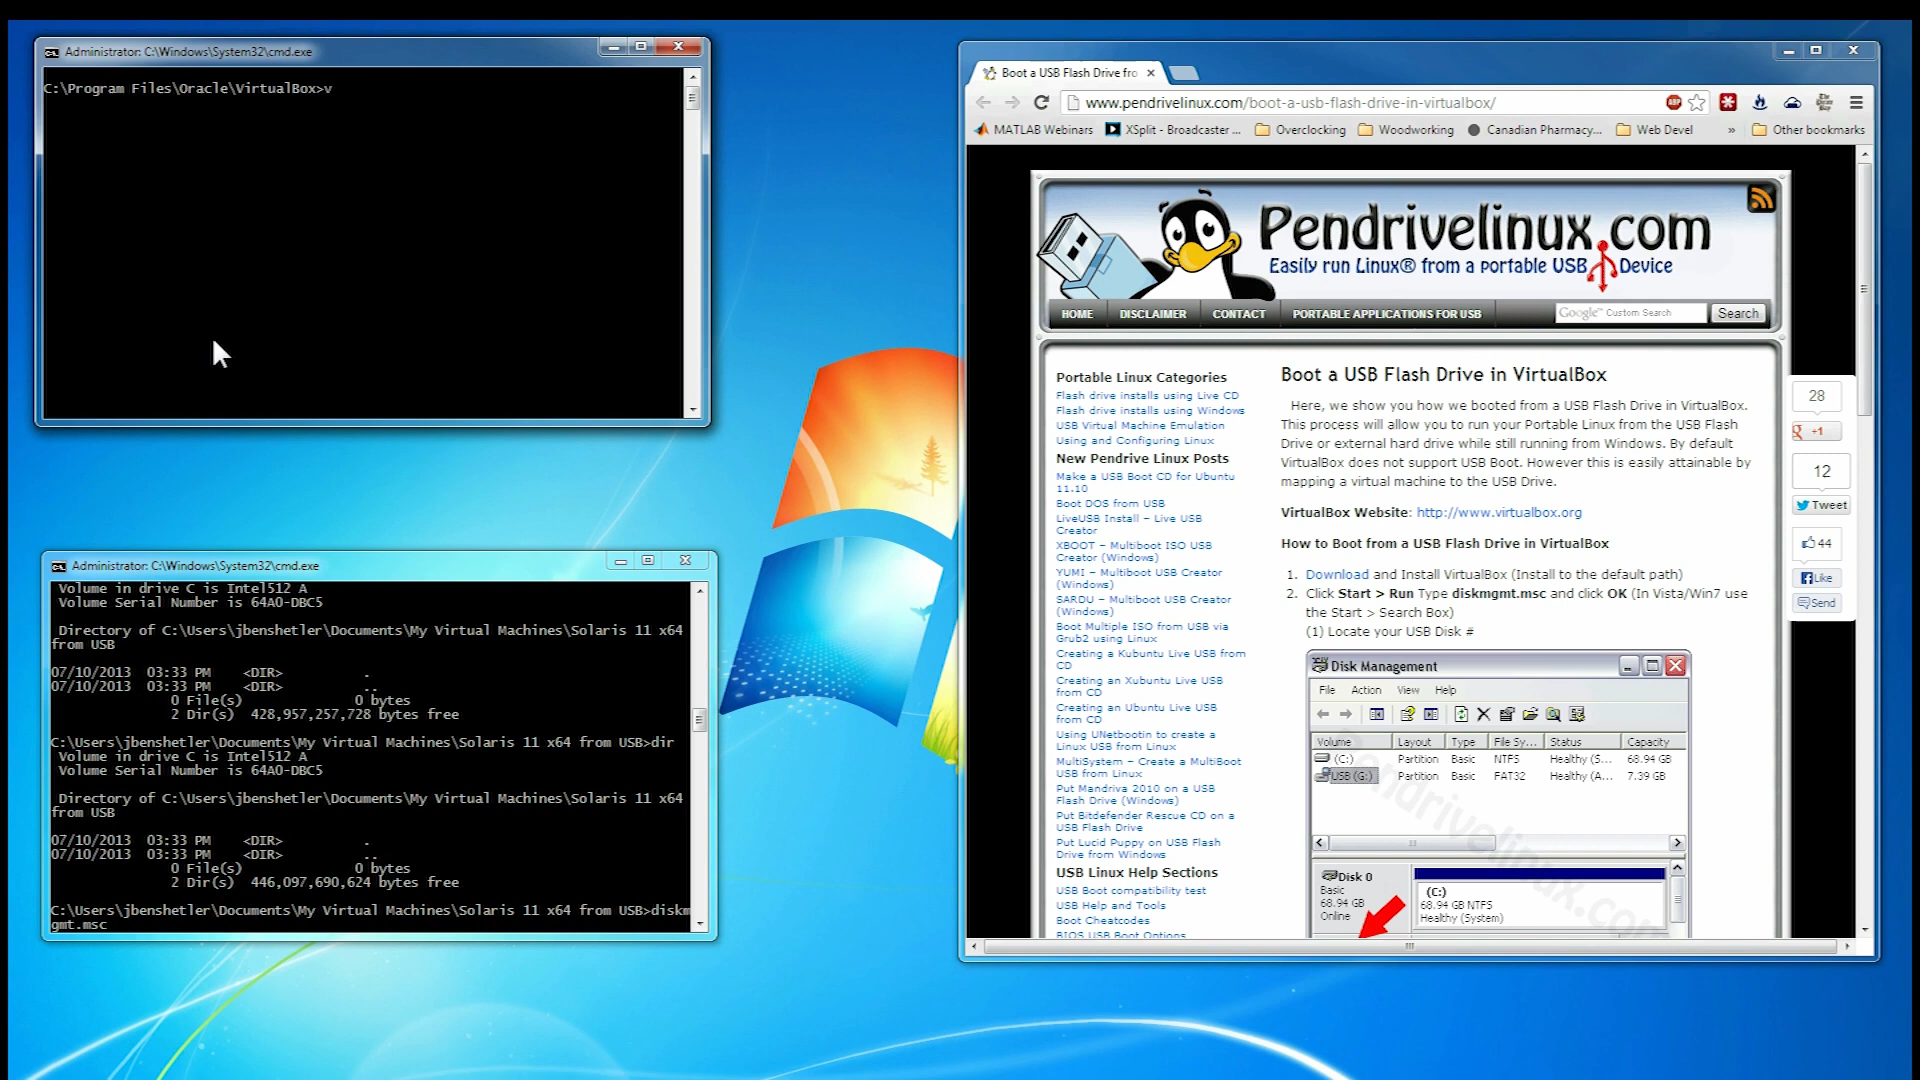 Administrator: C:\Windows\System32\cmd.exe
C:\Program Files\Oracle\VirtualBox>v
Administrator: C:\Windows\System32\cmd.exe
Volume in drive C is Intel512 A
Volume Serial Number is 64A0-DBC5
Directory of C:\Users\jbenshetler\Documents\My Virtual Machines\Solaris 11 x64
from USB
07/10/2013 03:33 PM <DIR> .
07/10/2013 03:33 PM <DIR> ..
0 File(s) 0 bytes
2 Dir(s) 428,957,257,728 bytes free
C:\Users\jbenshetler\Documents\My Virtual Machines\Solaris 11 x64 from USB>dir
Volume in drive C is Intel512 A
Volume Serial Number is 64A0-DBC5
Directory of C:\Users\jbenshetler\Documents\My Virtual Machines\Solaris 11 x64
from USB
07/10/2013 03:33 PM <DIR> .
07/10/2013 03:33 PM <DIR> ..
0 File(s) 0 bytes
2 Dir(s) 446,097,690,624 bytes free
C:\Users\jbenshetler\Documents\My Virtual Machines\Solaris 11 x64 from USB>diskm
gmt.msc
Boot a USB Flash Drive fro
www.pendrivelinux.com/boot-a-usb-flash-drive-in-virtualbox/
ABP
MATLAB Webinars XSplit - Broadcaster ... Overclocking Woodworking Canadian Pharmacy... Web Devel » Other bookmarks
Pendrivelinux.com
Easily run Linux® from a portable USB Device
HOME DISCLAIMER CONTACT PORTABLE APPLICATIONS FOR USB Google™ Custom Search Search
Portable Linux Categories
Flash drive installs using Live CD
Flash drive installs using Windows
USB Virtual Machine Emulation
Using and Configuring Linux
New Pendrive Linux Posts
Make a USB Boot CD for Ubuntu
11.10
Boot DOS from USB
LiveUSB Install – Live USB
Creator
XBOOT – Multiboot ISO USB
Creator (Windows)
YUMI – Multiboot USB Creator
(Windows)
SARDU – Multiboot USB Creator
(Windows)
Boot Multiple ISO from USB via
Grub2 using Linux
Creating a Kubuntu Live USB from
CD
Creating an Xubuntu Live USB
from CD
Creating an Ubuntu Live USB
from CD
Using UNetbootin to create a
Linux USB from Linux
MultiSystem – Create a MultiBoot
USB from Linux
Put Mandriva 2010 on a USB
Flash Drive (Windows)
Put Bitdefender Rescue CD on a
USB Flash Drive
Put Lucid Puppy on USB Flash
Drive from Windows
USB Linux Help Sections
USB Boot compatibility test
USB Help and Tools
Boot Cheatcodes
BIOS USB Boot Options
Boot a USB Flash Drive in VirtualBox
Here, we show you how we booted from a USB Flash Drive in VirtualBox.
This process will allow you to run your Portable Linux from the USB Flash
Drive or external hard drive while still running from Windows. By default
VirtualBox does not support USB Boot. However this is easily attainable by
mapping a virtual machine to the USB Drive.
VirtualBox Website: http://www.virtualbox.org
How to Boot from a USB Flash Drive in VirtualBox
1. Download and Install VirtualBox (Install to the default path)
2. Click Start > Run Type diskmgmt.msc and click OK (In Vista/Win7 use
the Start > Search Box)
(1) Locate your USB Disk #
Disk Management
File Action View Help
Volume Layout Type File Sy... Status Capacity
(C:) Partition Basic NTFS Healthy (S... 68.94 GB
USB (G:) Partition Basic FAT32 Healthy (A... 7.39 GB
Disk 0
Basic
68.94 GB
Online
(C:)
68.94 GB NTFS
Healthy (System)
Pendrivelinux.com
28
+1
12
Tweet
44
Like
Send